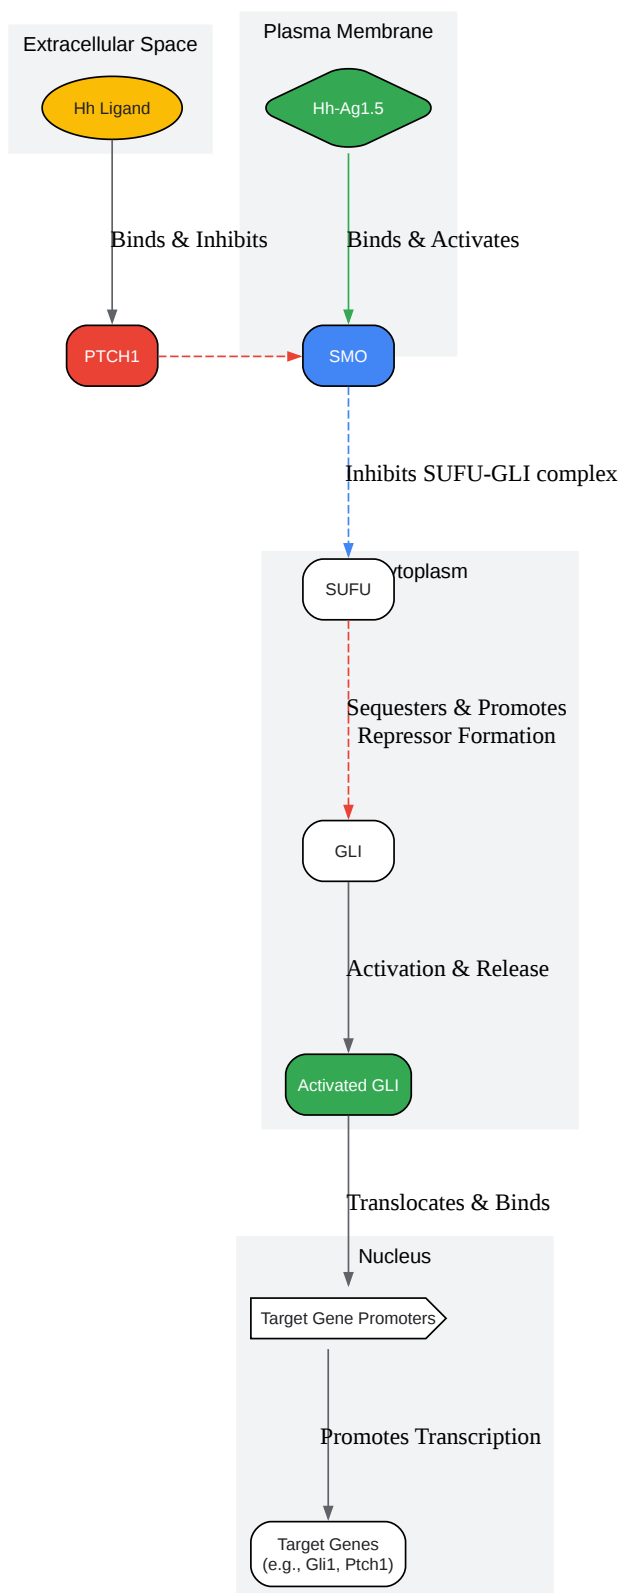 Extracellular Space
Plasma Membrane
Hh Ligand
Hh-Ag1.5
Binds & Inhibits
Binds & Activates
PTCH1
SMO
Inhibits SUFU-GLI complex
ytoplasm
SUFU
Sequesters & Promotes
Repressor Formation
GLI
Activation & Release
Activated GLI
Translocates & Binds
Nucleus
Target Gene Promoters
Promotes Transcription
Target Genes
(e.g., Gli1, Ptch1)